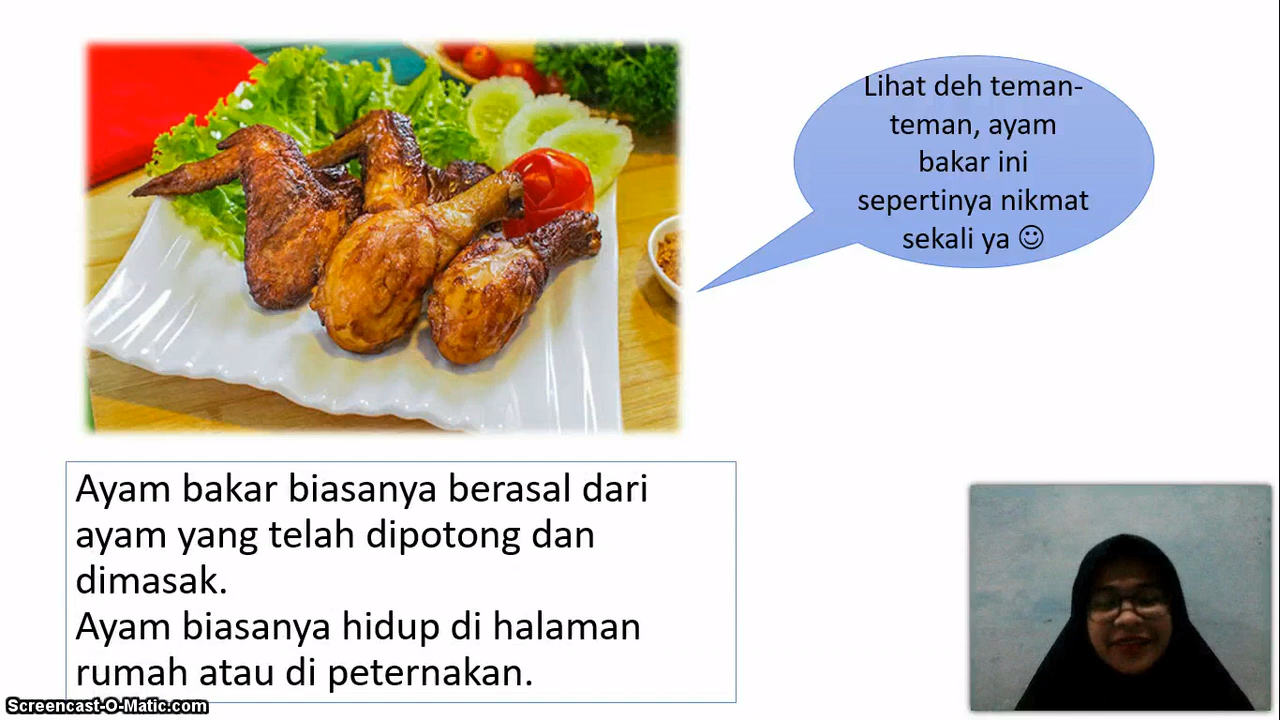 Lihat deh teman-
teman, ayam
bakar ini
sepertinya nikmat
sekali ya ☺
Ayam bakar biasanya berasal dari
ayam yang telah dipotong dan
dimasak.
Ayam biasanya hidup di halaman
rumah atau di peternakan.
Screencast-O-Matic.com